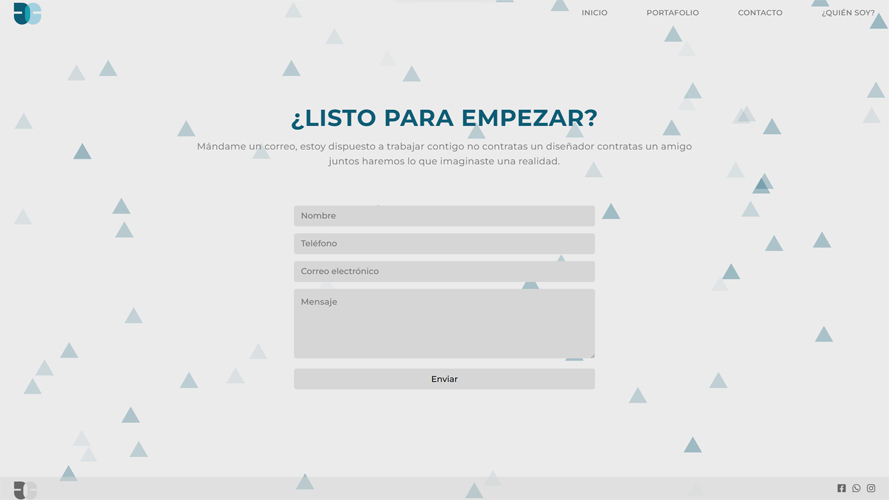 INICIO PORTAFOLIO CONTACTO ¿QUIÉN SOY?
¿LISTO PARA EMPEZAR?
Mándame un correo, estoy dispuesto a trabajar contigo no contratas un diseñador contratas un amigo
juntos haremos lo que imaginaste una realidad.
Nombre
Teléfono
Correo electrónico
Mensaje
Enviar